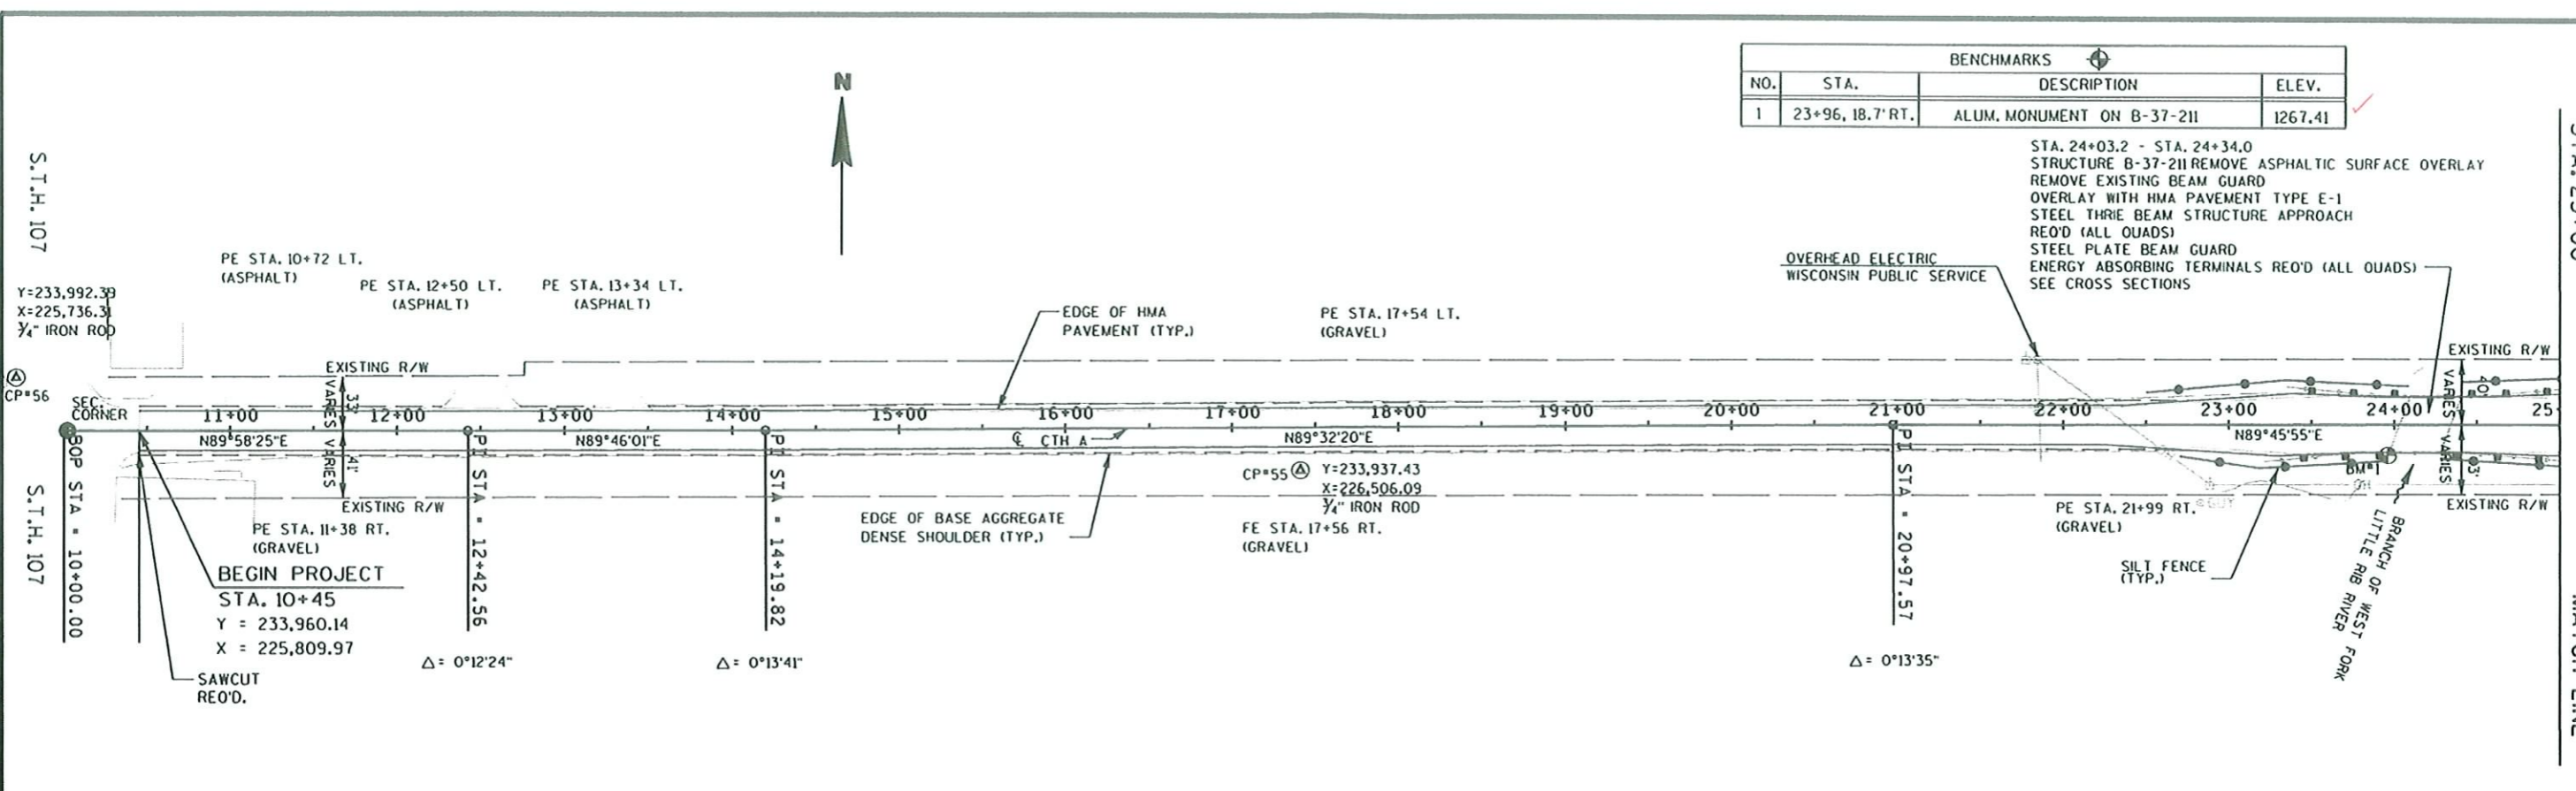 BENCHMARKS
NO. STA. DESCRIPTION ELEV.
1 23+96, 18.7' RT. ALUM. MONUMENT ON B-37-211 1267.41
N
STA. 24+03.2 - STA. 24+34.0
STRUCTURE B-37-211 REMOVE ASPHALTIC SURFACE OVERLAY
REMOVE EXISTING BEAM GUARD
OVERLAY WITH HMA PAVEMENT TYPE E-1
STEEL THRIE BEAM STRUCTURE APPROACH
REQ'D (ALL QUADS)
STEEL PLATE BEAM GUARD
ENERGY ABSORBING TERMINALS REQ'D (ALL QUADS)
SEE CROSS SECTIONS
S.T.H. 107
PE STA. 10+72 LT.
(ASPHALT)
PE STA. 12+50 LT.
(ASPHALT)
PE STA. 13+34 LT.
(ASPHALT)
OVERHEAD ELECTRIC
WISCONSIN PUBLIC SERVICE
Y=233,992.39
X=225,736.31
3/4" IRON ROD
EDGE OF HMA
PAVEMENT (TYP.)
PE STA. 17+54 LT.
(GRAVEL)
EXISTING R/W
EXISTING R/W
CP#56
SEC.
CORNER
VARIES 33'
VARIES 41'
VARIES
VARIES
11+00 12+00 13+00 14+00 15+00 16+00 17+00 18+00 19+00 20+00 21+00 22+00 23+00 24+00 25
N89°58'25"E N89°46'01"E CTH A N89°32'20"E N89°45'55"E
CP#55
Y=233,937.43
X=226,506.09
3/4" IRON ROD
BM#1
OH
GUY
EXISTING R/W
EXISTING R/W
PE STA. 11+38 RT.
(GRAVEL)
EDGE OF BASE AGGREGATE
DENSE SHOULDER (TYP.)
FE STA. 17+56 RT.
(GRAVEL)
PE STA. 21+99 RT.
(GRAVEL)
SILT FENCE
(TYP.)
BRANCH OF WEST FORK
LITTLE RIB RIVER
S.T.H. 107
BOP STA = 10+00.00
PI STA = 12+42.56
PI STA = 14+19.82
PI STA = 20+97.57
BEGIN PROJECT
STA. 10+45
Y = 233,960.14
X = 225,809.97
SAWCUT
REQ'D.
Δ= 0°12'24"
Δ= 0°13'41"
Δ= 0°13'35"